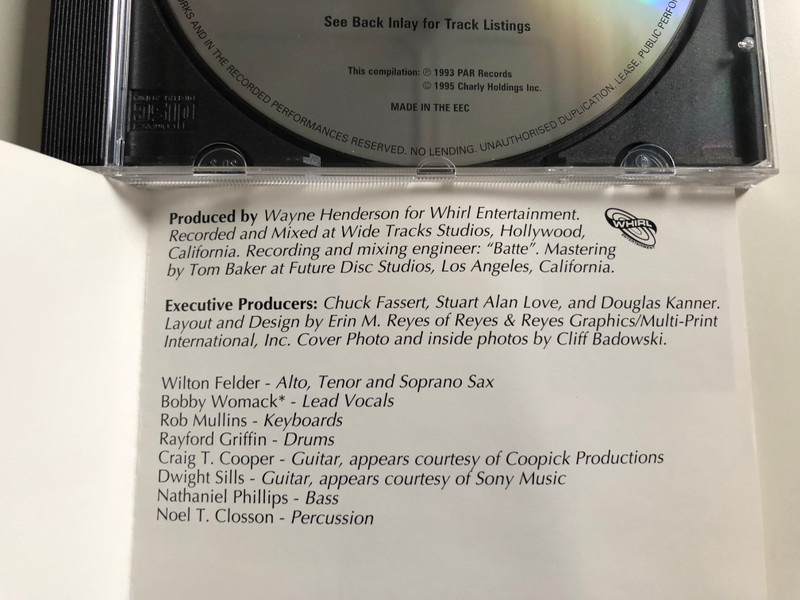 See Back Inlay for Track Listings
This compilation: ℗ 1993 PAR Records
© 1995 Charly Holdings Inc.
MADE IN THE EEC
RKS AND IN THE RECORDED PERFORMANCES RESERVED. NO LENDING. UNAUTHORISED DUPLICATION. LEASE, PUBLIC PERFO
Produced by Wayne Henderson for Whirl Entertainment.
Recorded and Mixed at Wide Tracks Studios, Hollywood,
California. Recording and mixing engineer: “Batte”. Mastering
by Tom Baker at Future Disc Studios, Los Angeles, California.
WHIRL
ENTERTAINMENT
Executive Producers: Chuck Fassert, Stuart Alan Love, and Douglas Kanner.
Layout and Design by Erin M. Reyes of Reyes & Reyes Graphics/Multi-Print
International, Inc. Cover Photo and inside photos by Cliff Badowski.
Wilton Felder - Alto, Tenor and Soprano Sax
Bobby Womack* - Lead Vocals
Rob Mullins - Keyboards
Rayford Griffin - Drums
Craig T. Cooper - Guitar, appears courtesy of Coopick Productions
Dwight Sills - Guitar, appears courtesy of Sony Music
Nathaniel Phillips - Bass
Noel T. Closson - Percussion